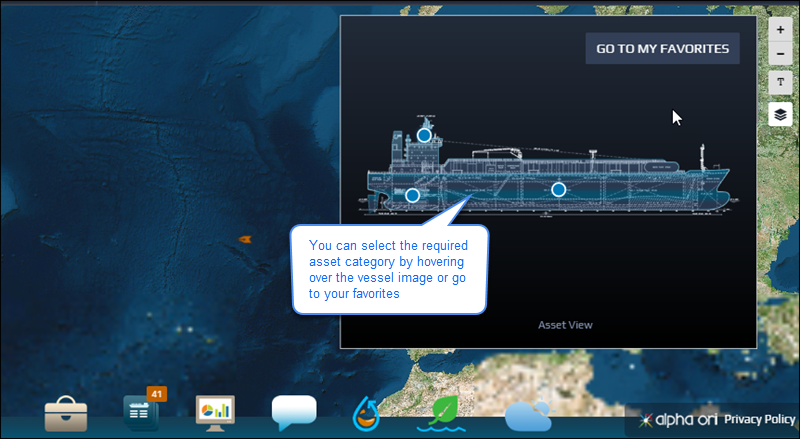 GO TO MY FAVORITES
+
−
T
You can select the required
asset category by hovering
over the vessel image or go
to your favorites
Asset View
41
alpha ori Privacy Policy